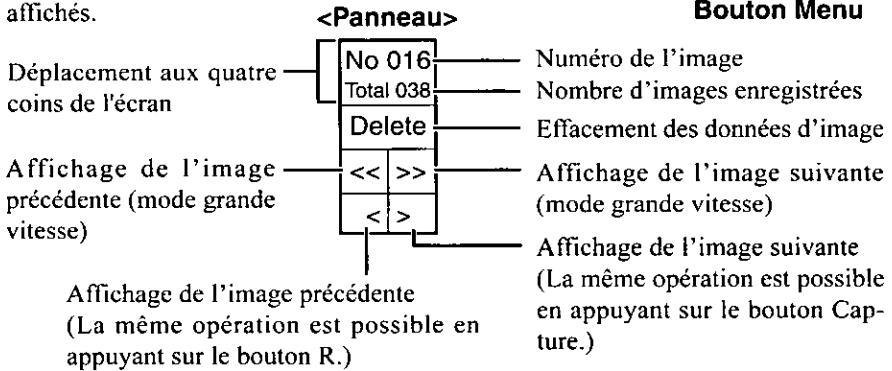 affichés.
<Panneau>
Bouton Menu
Déplacement aux quatre
coins de l'écran
No 016
Total 038
Delete
<< >>
< >
Numéro de l'image
Nombre d'images enregistrées
Effacement des données d'image
Affichage de l'image
précédente (mode grande
vitesse)
Affichage de l'image suivante
(mode grande vitesse)
Affichage de l'image suivante
(La même opération est possible
en appuyant sur le bouton Cap-
ture.)
Affichage de l'image précédente
(La même opération est possible en
appuyant sur le bouton R.)